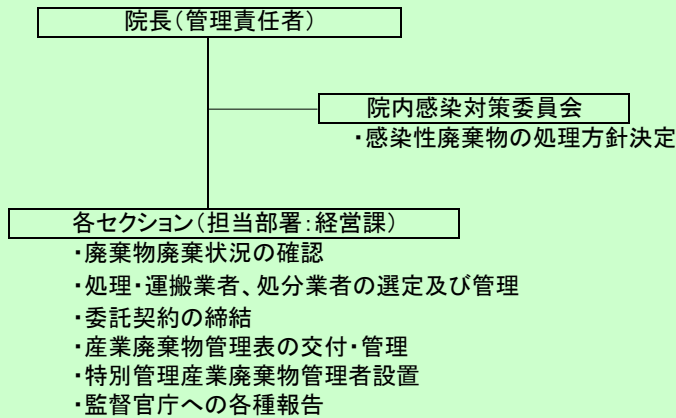 院長（管理責任者）
院内感染対策委員会
・感染性廃棄物の処理方針決定
各セクション（担当部署：経営課）
・廃棄物廃棄状況の確認
・処理・運搬業者、処分業者の選定及び管理
・委託契約の締結
・産業廃棄物管理表の交付・管理
・特別管理産業廃棄物管理者設置
・監督官庁への各種報告